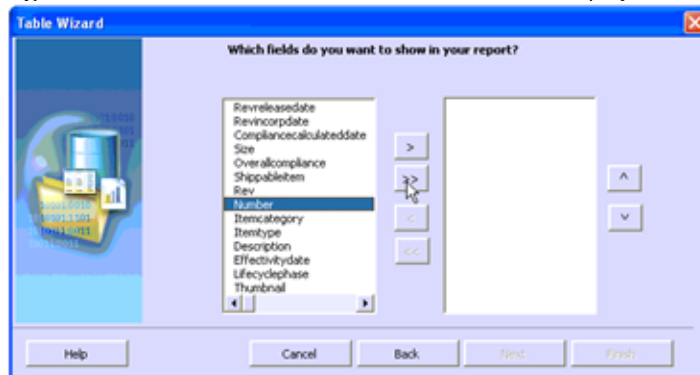 Table Wizard
Which fields do you want to show in your report?
Revreleasedate
Revincorpdate
Compliancecalculateddate
Size
Overallcompliance
Shippableitem
Rev
Number
Itemcategory
Itemtype
Description
Effectivitydate
Lifecyclephase
Thumbnail
>
>>
<
<<
^
v
Help
Cancel
Back
Next
Finish